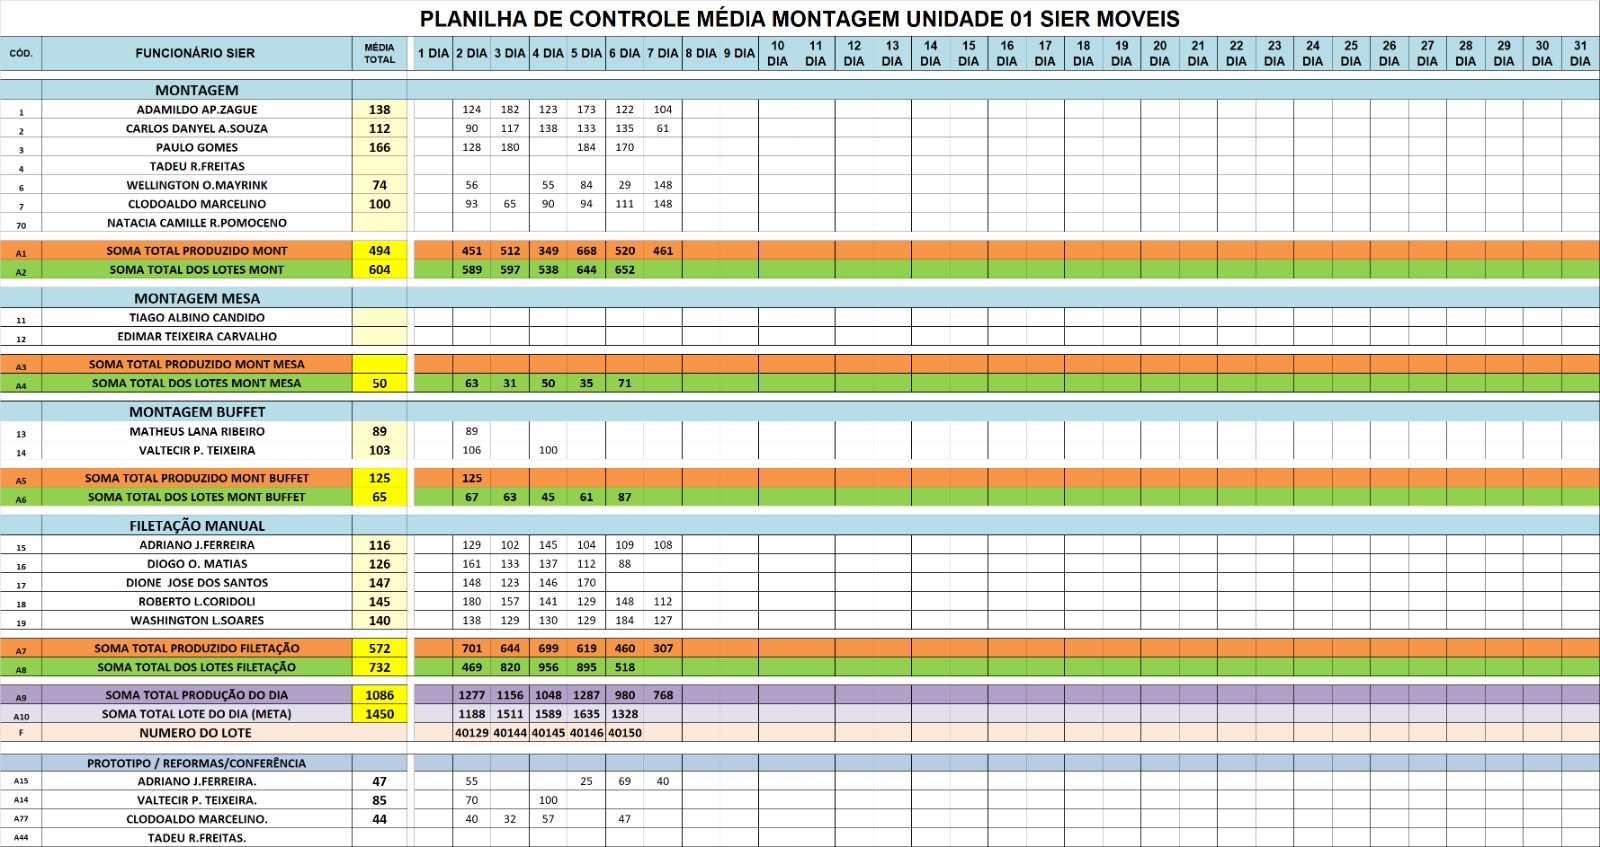 PLANILHA DE CONTROLE MÉDIA MONTAGEM UNIDADE 01 SIER MOVEIS
CÓD. FUNCIONÁRIO SIER MÉDIA TOTAL 1 DIA 2 DIA 3 DIA 4 DIA 5 DIA 6 DIA 7 DIA 8 DIA 9 DIA 10 DIA 11 DIA 12 DIA 13 DIA 14 DIA 15 DIA 16 DIA 17 DIA 18 DIA 19 DIA 20 DIA 21 DIA 22 DIA 23 DIA 24 DIA 25 DIA 26 DIA 27 DIA 28 DIA 29 DIA 30 DIA 31 DIA
MONTAGEM
1 ADAMILDO AP.ZAGUE 138 124 182 123 173 122 104
2 CARLOS DANYEL A.SOUZA 112 90 117 138 133 135 61
3 PAULO GOMES 166 128 180 184 170
4 TADEU R.FREITAS
6 WELLINGTON O.MAYRINK 74 56 55 84 29 148
7 CLODOALDO MARCELINO 100 93 65 90 94 111 148
70 NATACIA CAMILLE R.POMOCENO
A1 SOMA TOTAL PRODUZIDO MONT 494 451 512 349 668 520 461
A2 SOMA TOTAL DOS LOTES MONT 604 589 597 538 644 652
MONTAGEM MESA
11 TIAGO ALBINO CANDIDO
12 EDIMAR TEIXEIRA CARVALHO
A3 SOMA TOTAL PRODUZIDO MONT MESA
A4 SOMA TOTAL DOS LOTES MONT MESA 50 63 31 50 35 71
MONTAGEM BUFFET
13 MATHEUS LANA RIBEIRO 89 89
14 VALTECIR P. TEIXEIRA 103 106 100
A5 SOMA TOTAL PRODUZIDO MONT BUFFET 125 125
A6 SOMA TOTAL DOS LOTES MONT BUFFET 65 67 63 45 61 87
FILETAÇÃO MANUAL
15 ADRIANO J.FERREIRA 116 129 102 145 104 109 108
16 DIOGO O. MATIAS 126 161 133 137 112 88
17 DIONE JOSE DOS SANTOS 147 148 123 146 170
18 ROBERTO L.CORIDOLI 145 180 157 141 129 148 112
19 WASHINGTON L.SOARES 140 138 129 130 129 184 127
A7 SOMA TOTAL PRODUZIDO FILETAÇÃO 572 701 644 699 619 460 307
A8 SOMA TOTAL DOS LOTES FILETAÇÃO 732 469 820 956 895 518
A9 SOMA TOTAL PRODUÇÃO DO DIA 1086 1277 1156 1048 1287 980 768
A10 SOMA TOTAL LOTE DO DIA (META) 1450 1188 1511 1589 1635 1328
F NUMERO DO LOTE 40129 40144 40145 40146 40150
PROTOTIPO / REFORMAS/CONFERÊNCIA
A15 ADRIANO J.FERREIRA. 47 55 25 69 40
A14 VALTECIR P. TEIXEIRA. 85 70 100
A77 CLODOALDO MARCELINO. 44 40 32 57 47
A44 TADEU R.FREITAS.